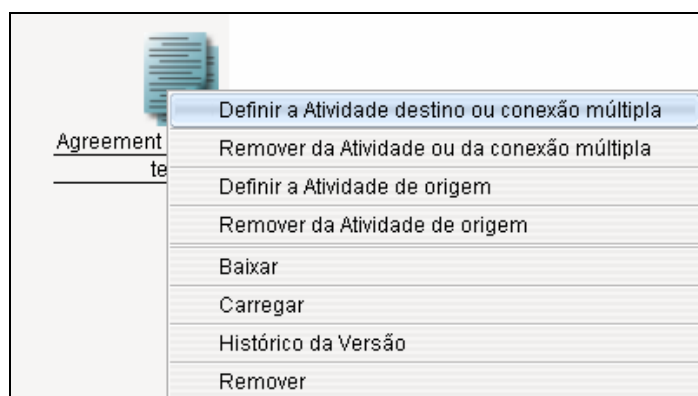 Definir a Atividade destino ou conexão múltipla
Agreement
Remover da Atividade ou da conexão múltipla
te
Definir a Atividade de origem
Remover da Atividade de origem
Baixar
Carregar
Histórico da Versão
Remover